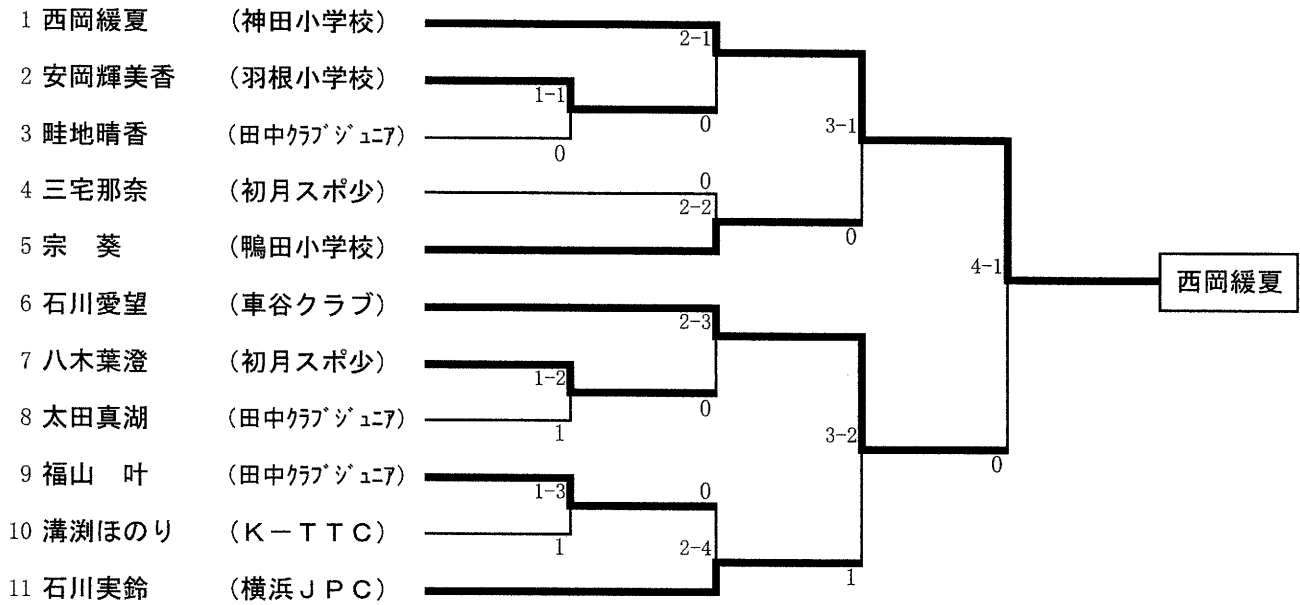 1 西岡緩夏 （神田小学校）
2-1
2 安岡輝美香 （羽根小学校）
1-1
0
3-1
3 畦地晴香 （田中ｸﾗﾌﾞｼﾞｭﾆｱ）
0
4 三宅那奈 （初月スポ少）
0
2-2
5 宗　葵 （鴨田小学校）
0
4-1
西岡緩夏
6 石川愛望 （車谷クラブ）
2-3
7 八木葉澄 （初月スポ少）
1-2
0
8 太田真湖 （田中ｸﾗﾌﾞｼﾞｭﾆｱ）
1
3-2
0
9 福山　叶 （田中ｸﾗﾌﾞｼﾞｭﾆｱ）
1-3
0
10 溝渕ほのり （Ｋ－ＴＴＣ）
1
2-4
1
11 石川実鈴 （横浜ＪＰＣ）